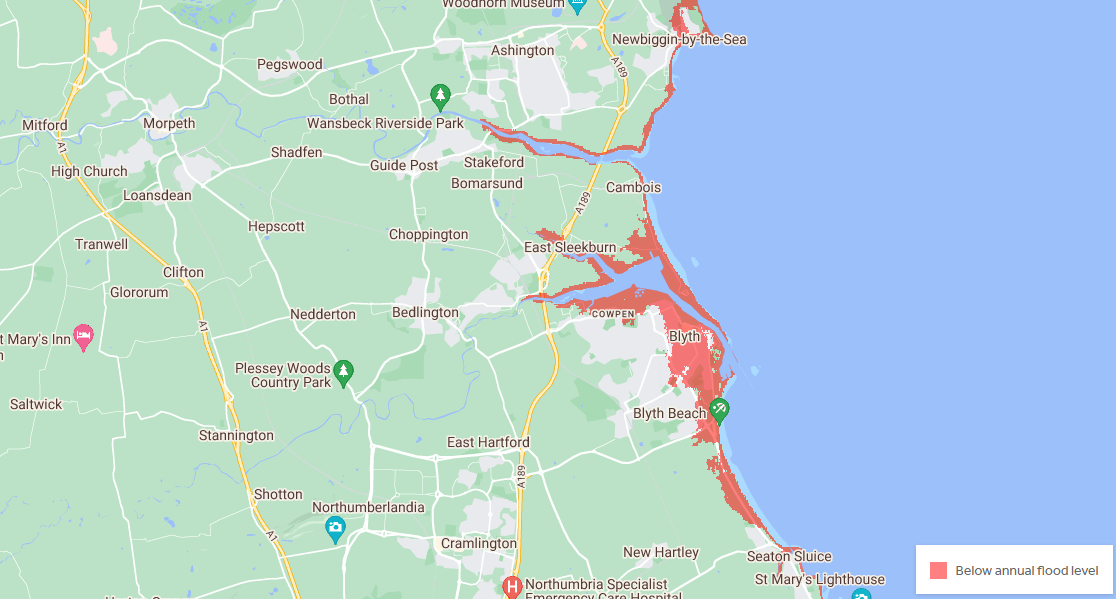 Woodhorn Museum
Newbiggin-by-the-Sea
Ashington
A189
Pegswood
Bothal
Wansbeck Riverside Park
Mitford
Morpeth
A1
Shadfen
Guide Post
Stakeford
High Church
Bomarsund
Cambois
Loansdean
A189
Hepscott
Choppington
Tranwell
East Sleekburn
Clifton
Glororum
Nedderton
Bedlington
COWPEN
A1
t Mary's Inn
n
Blyth
Plessey Woods
Country Park
Saltwick
Blyth Beach
Stannington
East Hartford
A189
Shotton
Northumberlandia
A1
Cramlington
New Hartley
Seaton Sluice
St Mary's Lighthouse
H
Northumbria Specialist
Emergency Care Hospital
Below annual flood level